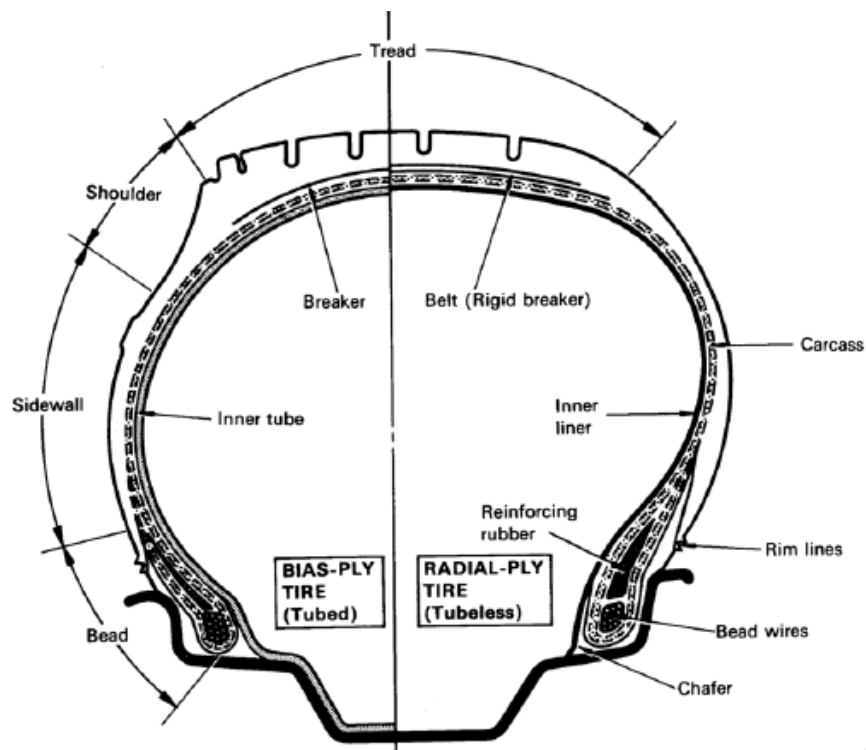 Tread
Shoulder
Breaker
Belt (Rigid breaker)
Carcass
Sidewall
Inner tube
Inner
liner
Reinforcing
rubber
Rim lines
BIAS-PLY
TIRE
(Tubed)
RADIAL-PLY
TIRE
(Tubeless)
Bead
Bead wires
Chafer